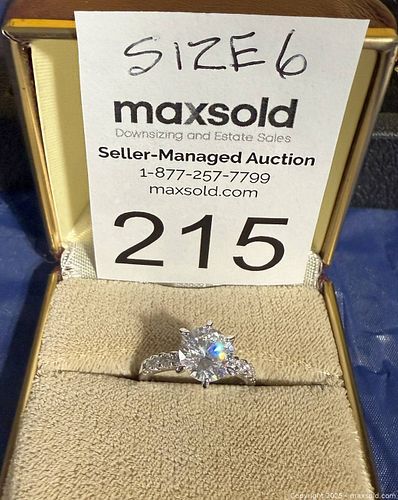 SIZE 6
maxsold
Downsizing and Estate Sales
Seller-Managed Auction
1-877-257-7799
maxsold.com
215
Copyright 2025 - maxsold.com